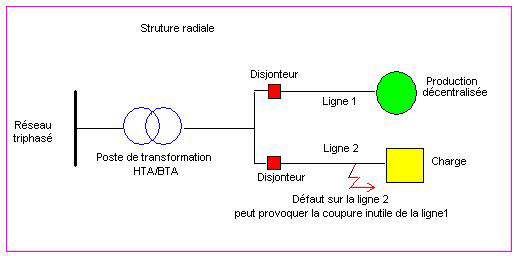 Struture radiale
Disjonteur
Production
décentralisée
Ligne 1
Réseau
triphasé
Poste de transformation
HTA/BTA
Ligne 2
Charge
Disjonteur
Défaut sur la ligne 2
peut provoquer la coupure inutile de la ligne1